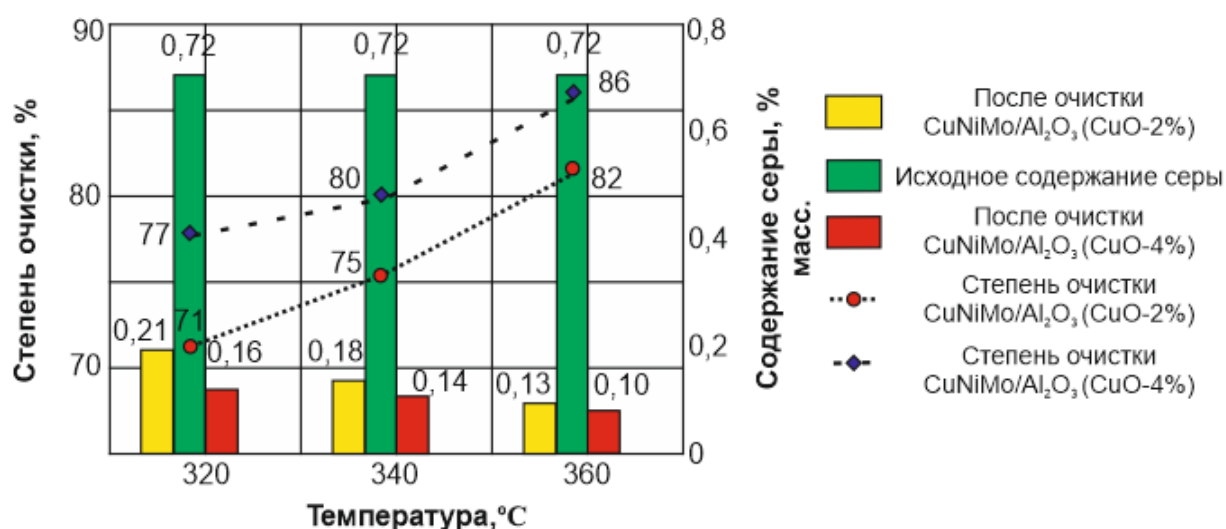 90
80
70
Степень очистки, %
0,72
0,72
0,72
86
80
82
77
75
71
0,21
0,16
0,18
0,14
0,13
0,10
0,8
0,6
0,4
0,2
0
Содержание серы, %
масс.
320
340
360
Температура,°C
После очистки
CuNiMo/Al₂O₃ (CuO-2%)
Исходное содержание серы
После очистки
CuNiMo/Al₂O₃ (CuO-4%)
Степень очистки
CuNiMo/Al₂O₃ (CuO-2%)
Степень очистки
CuNiMo/Al₂O₃ (CuO-4%)